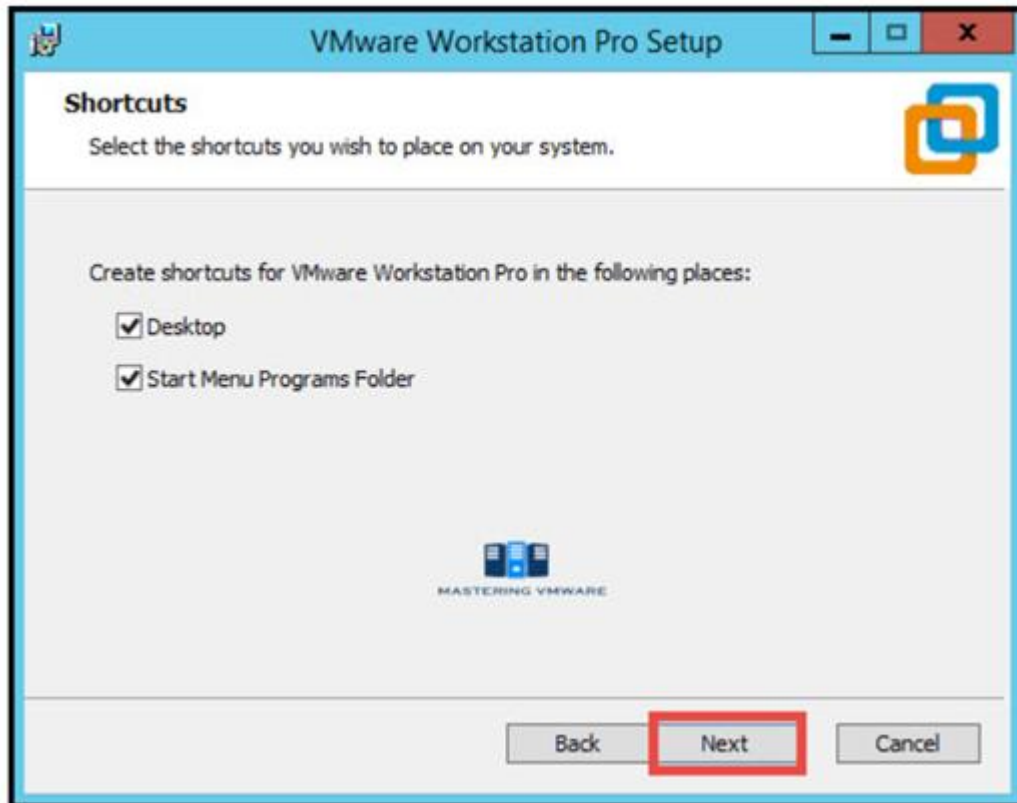 VMware Workstation Pro Setup
Shortcuts
Select the shortcuts you wish to place on your system.
Create shortcuts for VMware Workstation Pro in the following places:
Desktop
Start Menu Programs Folder
MASTERING VMWARE
Back Next Cancel